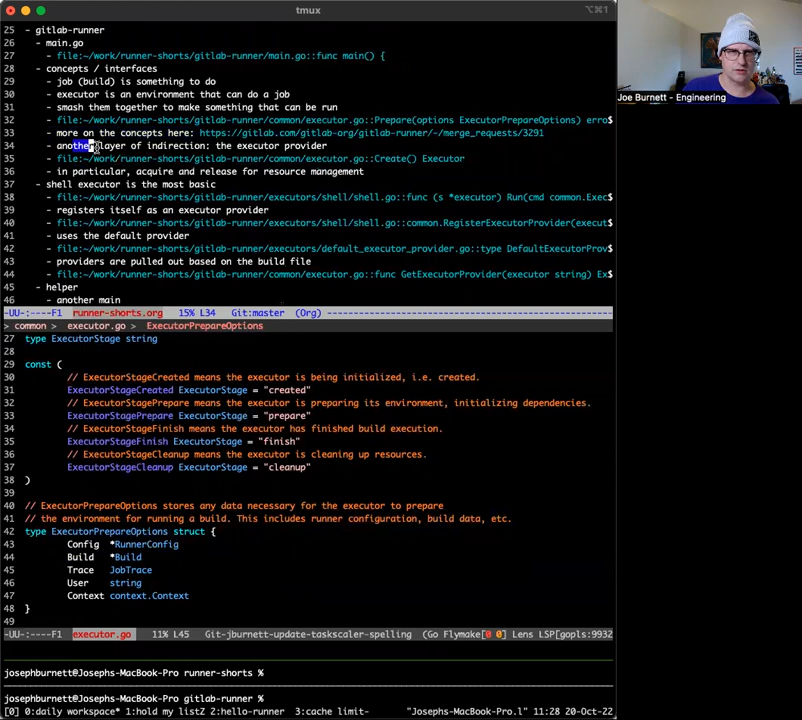 tmux
⌥⌘1
25 - gitlab-runner
26 - main.go
27 - file:~/work/runner-shorts/gitlab-runner/main.go::func main() {
28 - concepts / interfaces
29 - job (build) is something to do
30 - executor is an environment that can do a job
31 - smash them together to make something that can be run
32 - file:~/work/runner-shorts/gitlab-runner/common/executor.go::Prepare(options ExecutorPrepareOptions) erro$
33 - more on the concepts here: https://gitlab.com/gitlab-org/gitlab-runner/-/merge_requests/3291
34 - another layer of indirection: the executor provider
35 - file:~/work/runner-shorts/gitlab-runner/common/executor.go::Create() Executor
36 - in particular, acquire and release for resource management
37 - shell executor is the most basic
38 - file:~/work/runner-shorts/gitlab-runner/executors/shell/shell.go::func (s *executor) Run(cmd common.Exec$
39 - registers itself as an executor provider
40 - file:~/work/runner-shorts/gitlab-runner/executors/shell/shell.go::common.RegisterExecutorProvider(execut$
41 - uses the default provider
42 - file:~/work/runner-shorts/gitlab-runner/executors/default_executor_provider.go::type DefaultExecutorProv$
43 - providers are pulled out based on the build file
44 - file:~/work/runner-shorts/gitlab-runner/common/executor.go::func GetExecutorProvider(executor string) Ex$
45 - helper
46 - another main
-UU-:----F1 runner-shorts.org 15% L34 Git:master (Org) ----------------------------------------
> common > executor.go > ExecutorPrepareOptions
27 type ExecutorStage string
28
29 const (
30 // ExecutorStageCreated means the executor is being initialized, i.e. created.
31 ExecutorStageCreated ExecutorStage = "created"
32 // ExecutorStagePrepare means the executor is preparing its environment, initializing dependencies.
33 ExecutorStagePrepare ExecutorStage = "prepare"
34 // ExecutorStageFinish means the executor has finished build execution.
35 ExecutorStageFinish ExecutorStage = "finish"
36 // ExecutorStageCleanup means the executor is cleaning up resources.
37 ExecutorStageCleanup ExecutorStage = "cleanup"
38 )
39
40 // ExecutorPrepareOptions stores any data necessary for the executor to prepare
41 // the environment for running a build. This includes runner configuration, build data, etc.
42 type ExecutorPrepareOptions struct {
43 Config *RunnerConfig
44 Build *Build
45 Trace JobTrace
46 User string
47 Context context.Context
48 }
49
-UU-:----F1 executor.go 11% L45 Git-jburnett-update-taskscaler-spelling (Go Flymake[0 0] Lens LSP[gopls:9932
josephburnett@Josephs-MacBook-Pro runner-shorts %
josephburnett@Josephs-MacBook-Pro gitlab-runner %
[0] 0:daily workspace* 1:hold my listZ 2:hello-runner 3:cache limit- "Josephs-MacBook-Pro.l" 11:28 20-Oct-22
Joe Burnett - Engineering